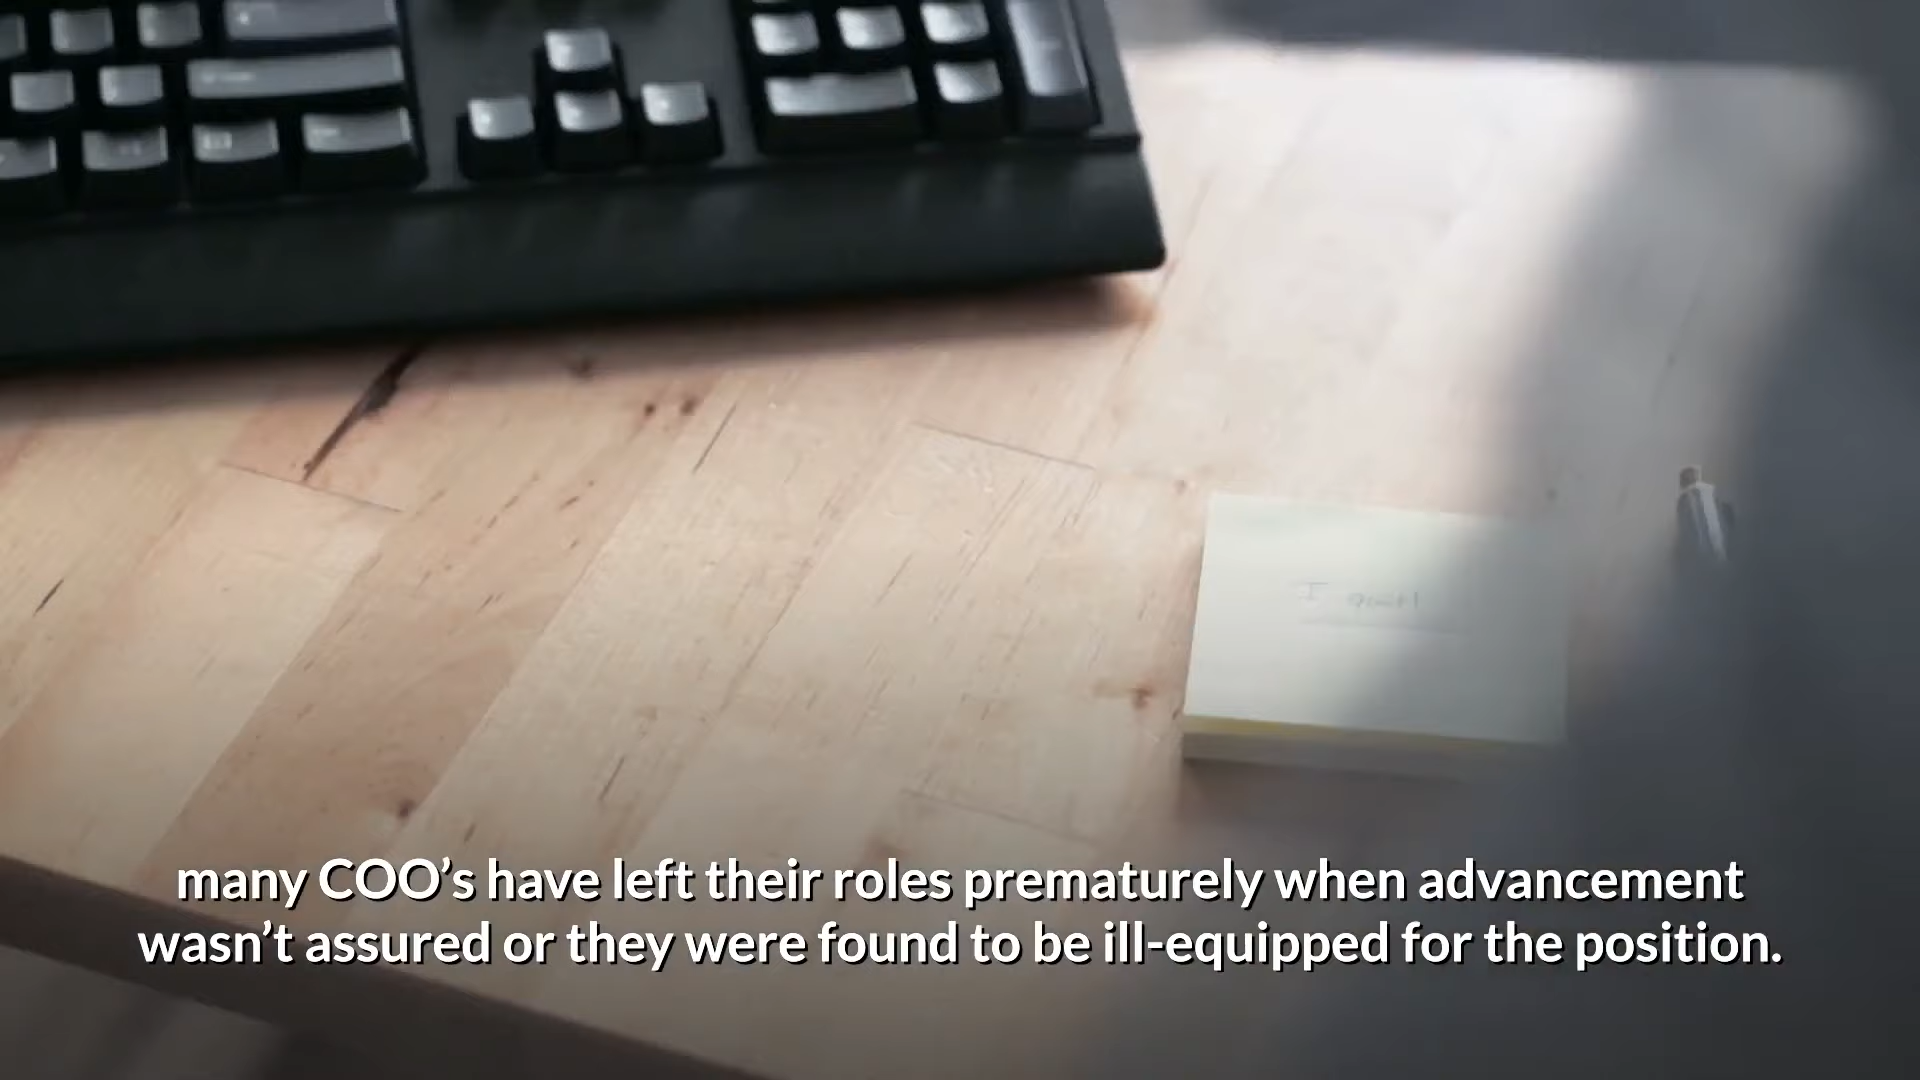 I quit!
many COO’s have left their roles prematurely when advancement
wasn’t assured or they were found to be ill-equipped for the position.